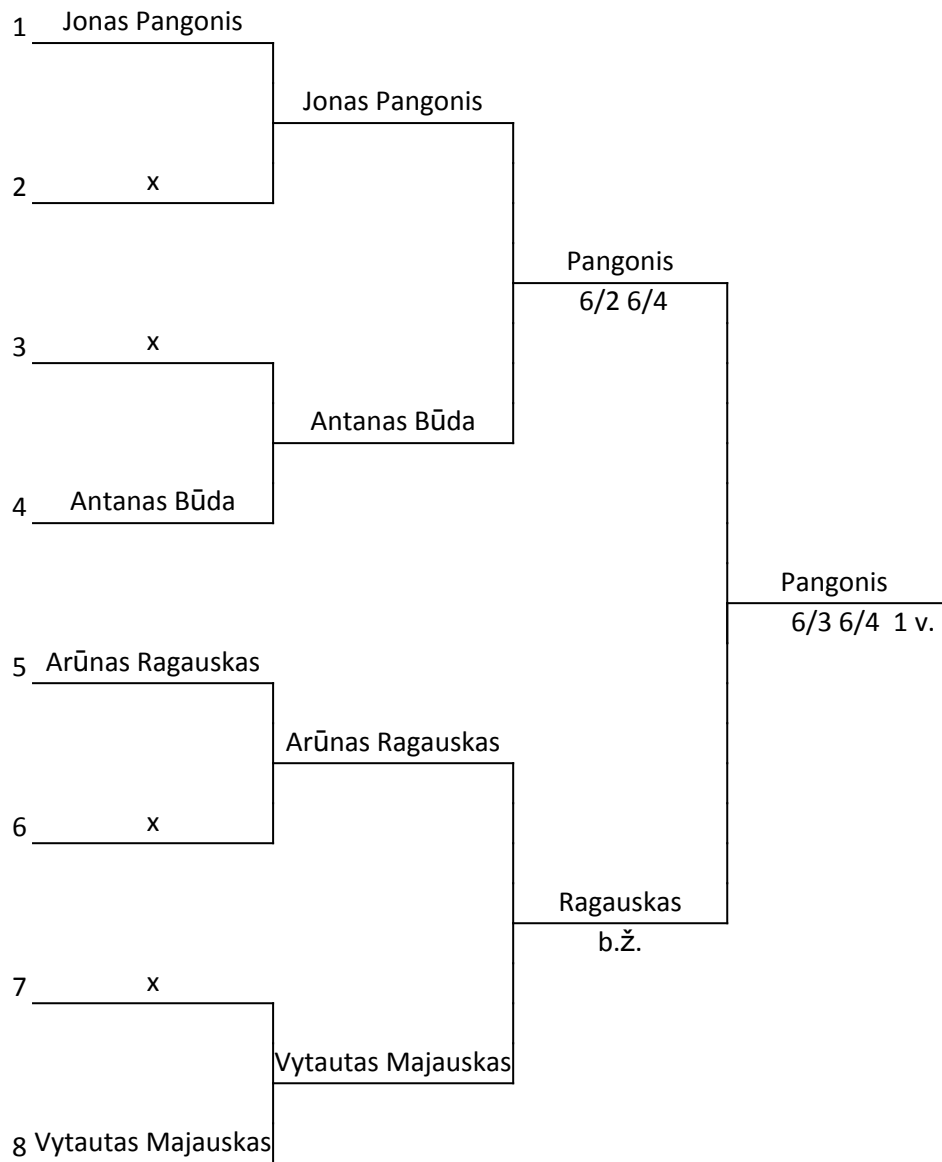 1 Jonas Pangonis
Jonas Pangonis
2 x
Pangonis
6/2 6/4
3 x
Antanas Būda
4 Antanas Būda
Pangonis
6/3 6/4 1 v.
5 Arūnas Ragauskas
Arūnas Ragauskas
6 x
Ragauskas
b.ž.
7 x
Vytautas Majauskas
8 Vytautas Majauskas